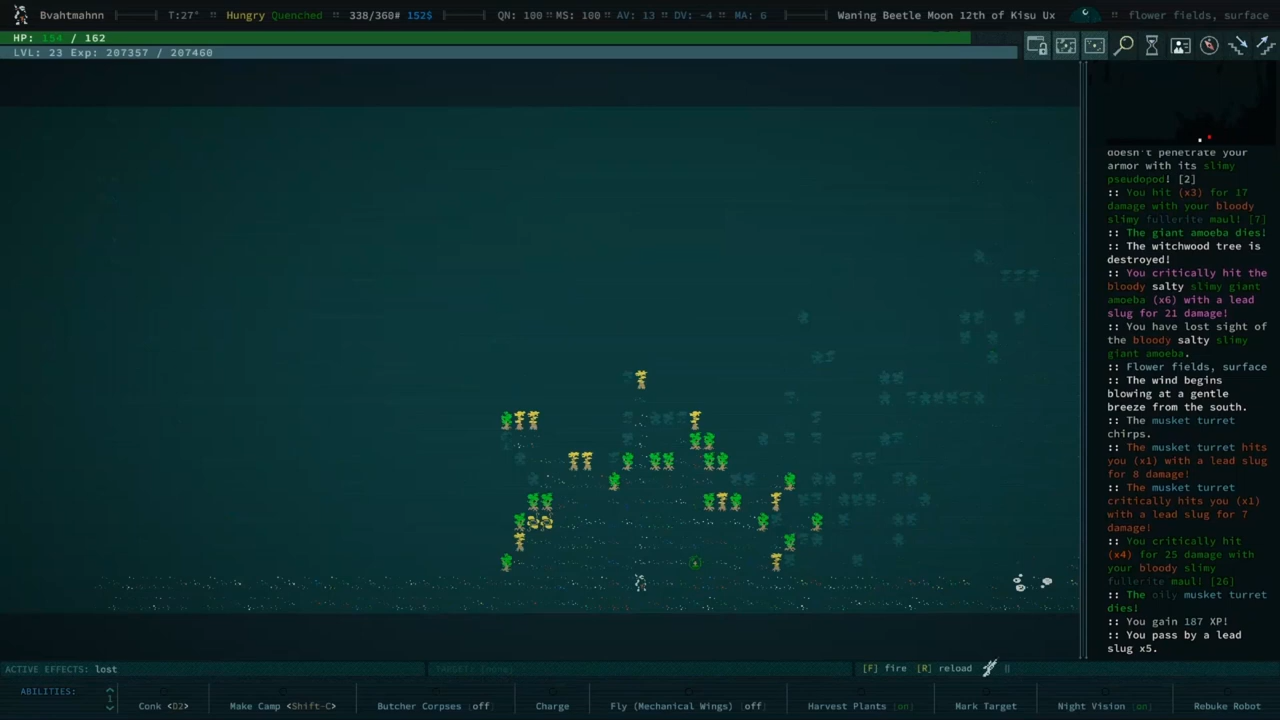 Bvahtmahnn T:27° Hungry Quenched 338/360# 152$ QN: 100 MS: 100 AV: 13 DV: -4 MA: 6 Waning Beetle Moon 12th of Kisu Ux flower fields, surface
HP: 154 / 162
LVL: 23 Exp: 207357 / 207460
doesn't penetrate your
armor with its slimy
pseudopod! [2]
:: You hit (x3) for 17
damage with your bloody
slimy fullerite maul! [7]
:: The giant amoeba dies!
:: The witchwood tree is
destroyed!
:: You critically hit the
bloody salty slimy giant
amoeba (x6) with a lead
slug for 21 damage!
:: You have lost sight of
the bloody salty slimy
giant amoeba.
:: Flower fields, surface
:: The wind begins
blowing at a gentle
breeze from the south.
:: The musket turret
chirps.
:: The musket turret hits
you (x1) with a lead slug
for 8 damage!
:: The musket turret
critically hits you (x1)
with a lead slug for 7
damage!
:: You critically hit
(x4) for 25 damage with
your bloody slimy
fullerite maul! [26]
:: The oily musket turret
dies!
:: You gain 187 XP!
:: You pass by a lead
slug x5.
ACTIVE EFFECTS: lost TARGET: [none] [F] fire [R] reload
ABILITIES: 1 Conk <D2> Make Camp <Shift-C> Butcher Corpses (off) Charge Fly (Mechanical Wings) (off) Harvest Plants (on) Mark Target Night Vision (on) Rebuke Robot